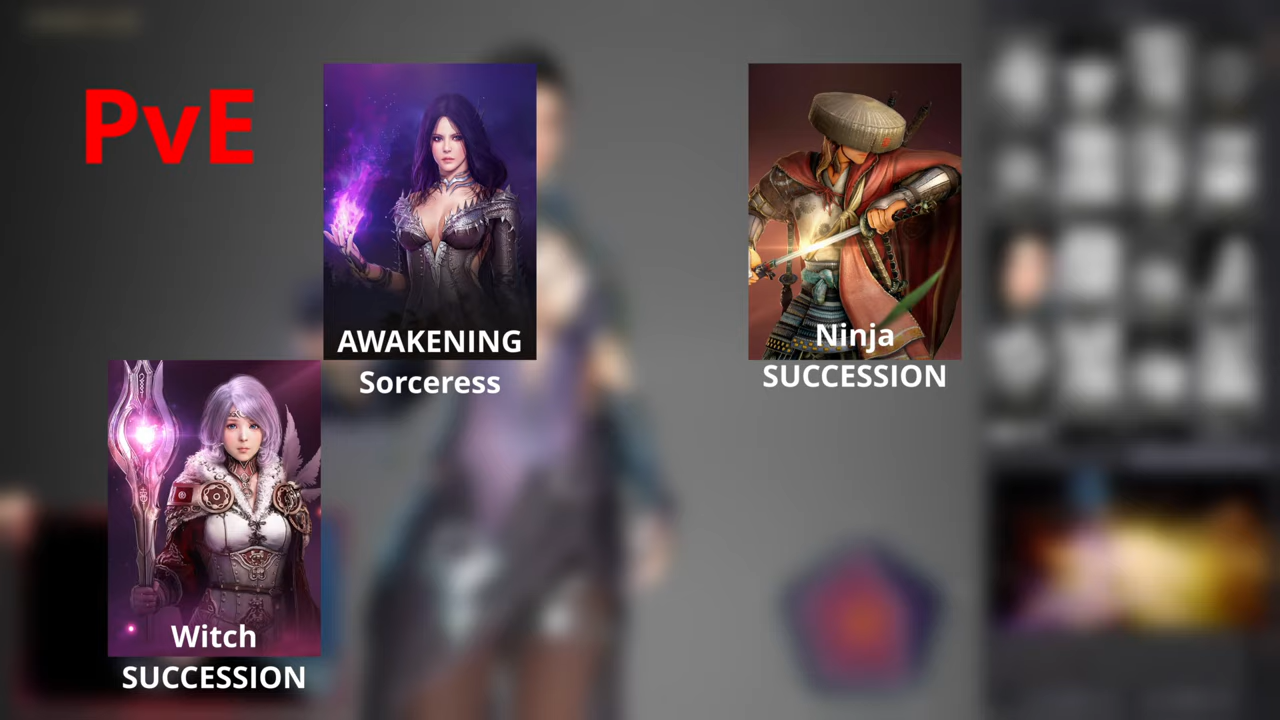 PvE
AWAKENING
Sorceress
Ninja
SUCCESSION
Witch
SUCCESSION